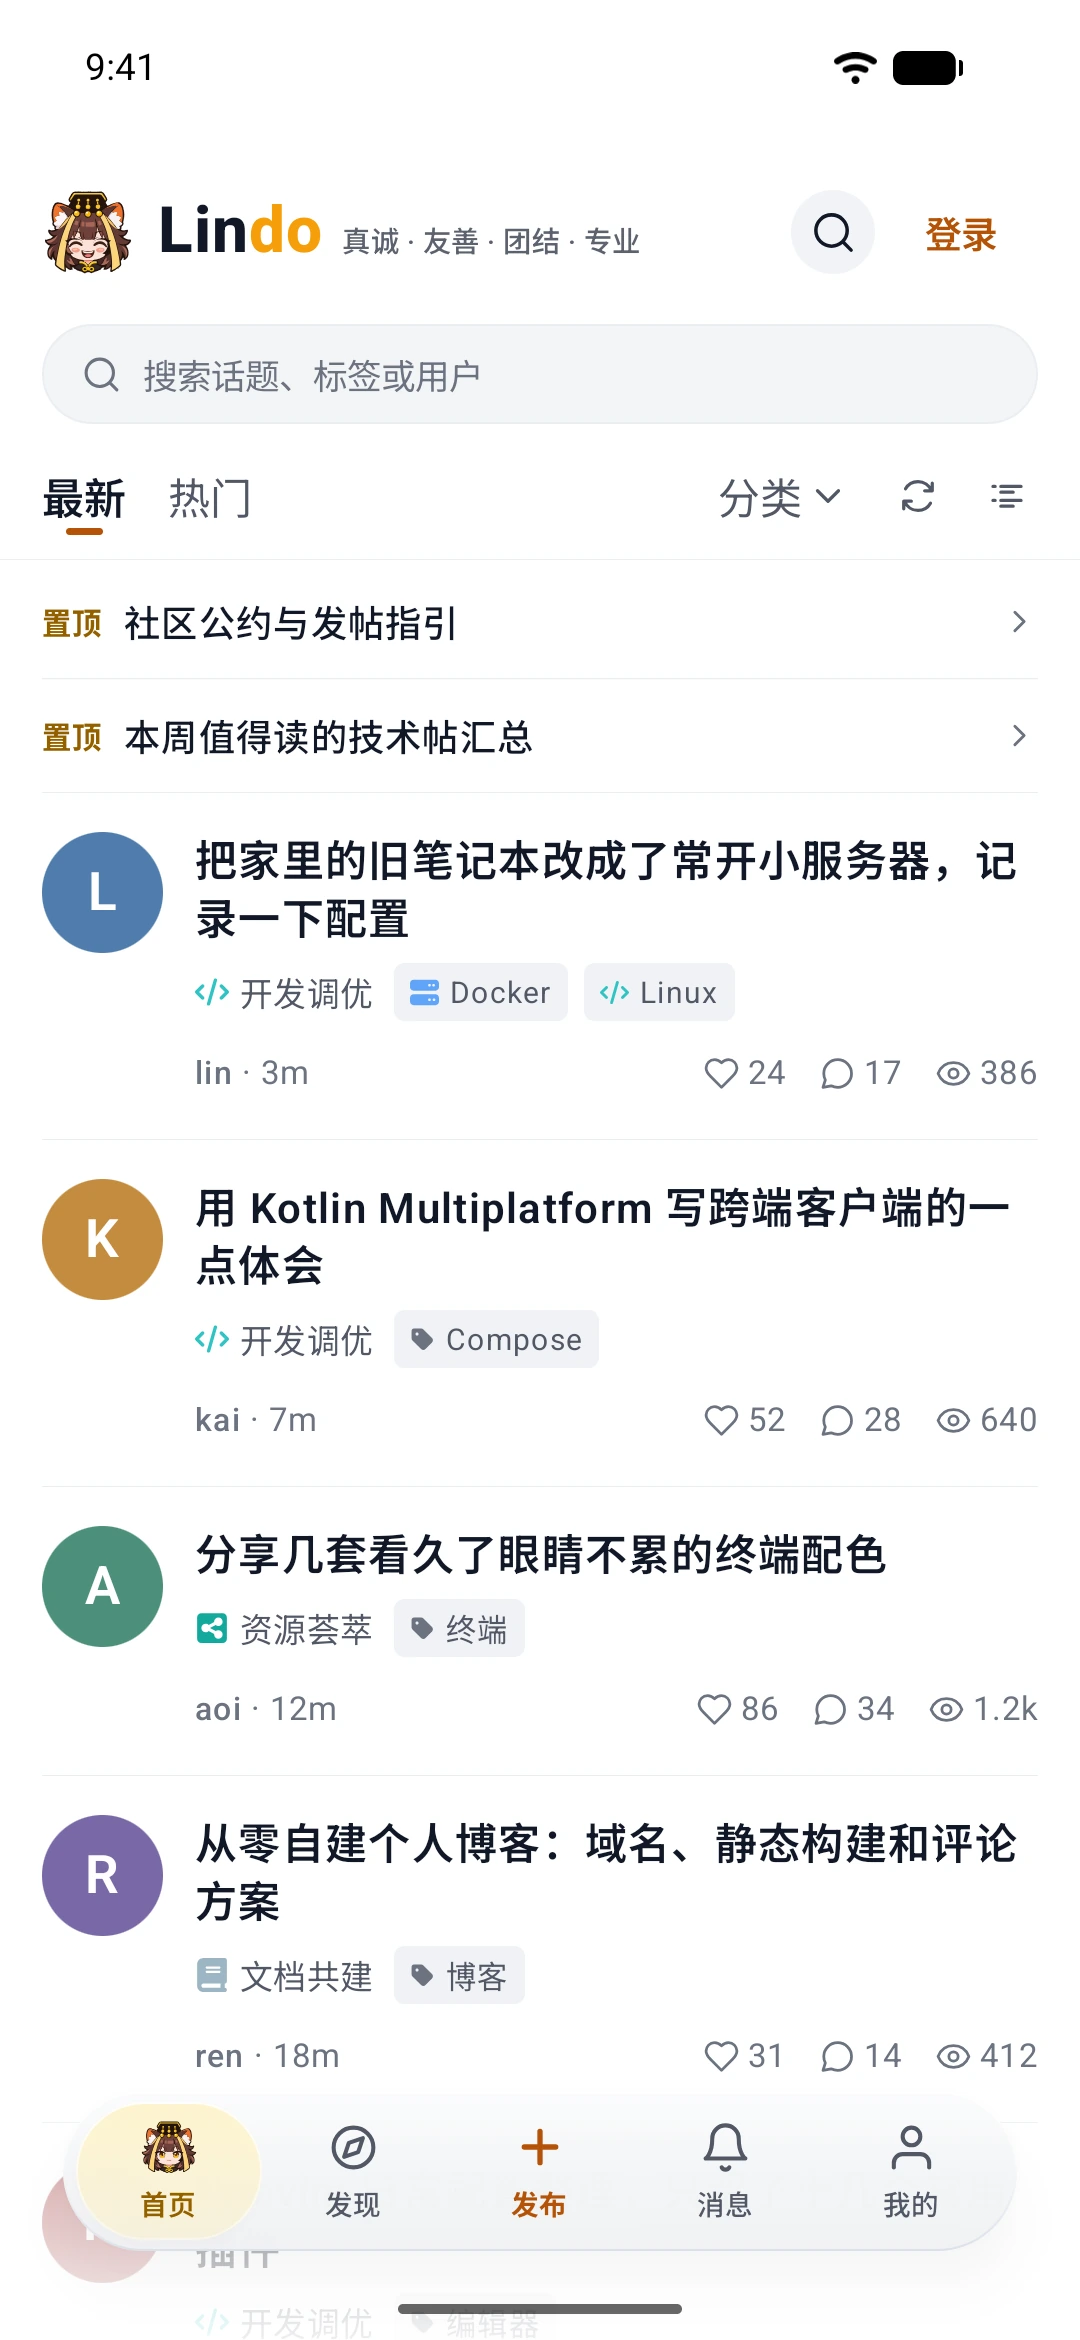 9:41
Lindo 真诚 · 友善 · 团结 · 专业
登录
搜索话题、标签或用户
最新 热门 分类
置顶 社区公约与发帖指引
置顶 本周值得读的技术帖汇总
L
把家里的旧笔记本改成了常开小服务器，记
录一下配置
开发调优 Docker Linux
lin · 3m 24 17 386
K
用 Kotlin Multiplatform 写跨端客户端的一
点体会
开发调优 Compose
kai · 7m 52 28 640
A
分享几套看久了眼睛不累的终端配色
资源荟萃 终端
aoi · 12m 86 34 1.2k
R
从零自建个人博客：域名、静态构建和评论
方案
文档共建 博客
ren · 18m 31 14 412
首页 发现 发布 消息 我的
插件
开发调优 编辑器